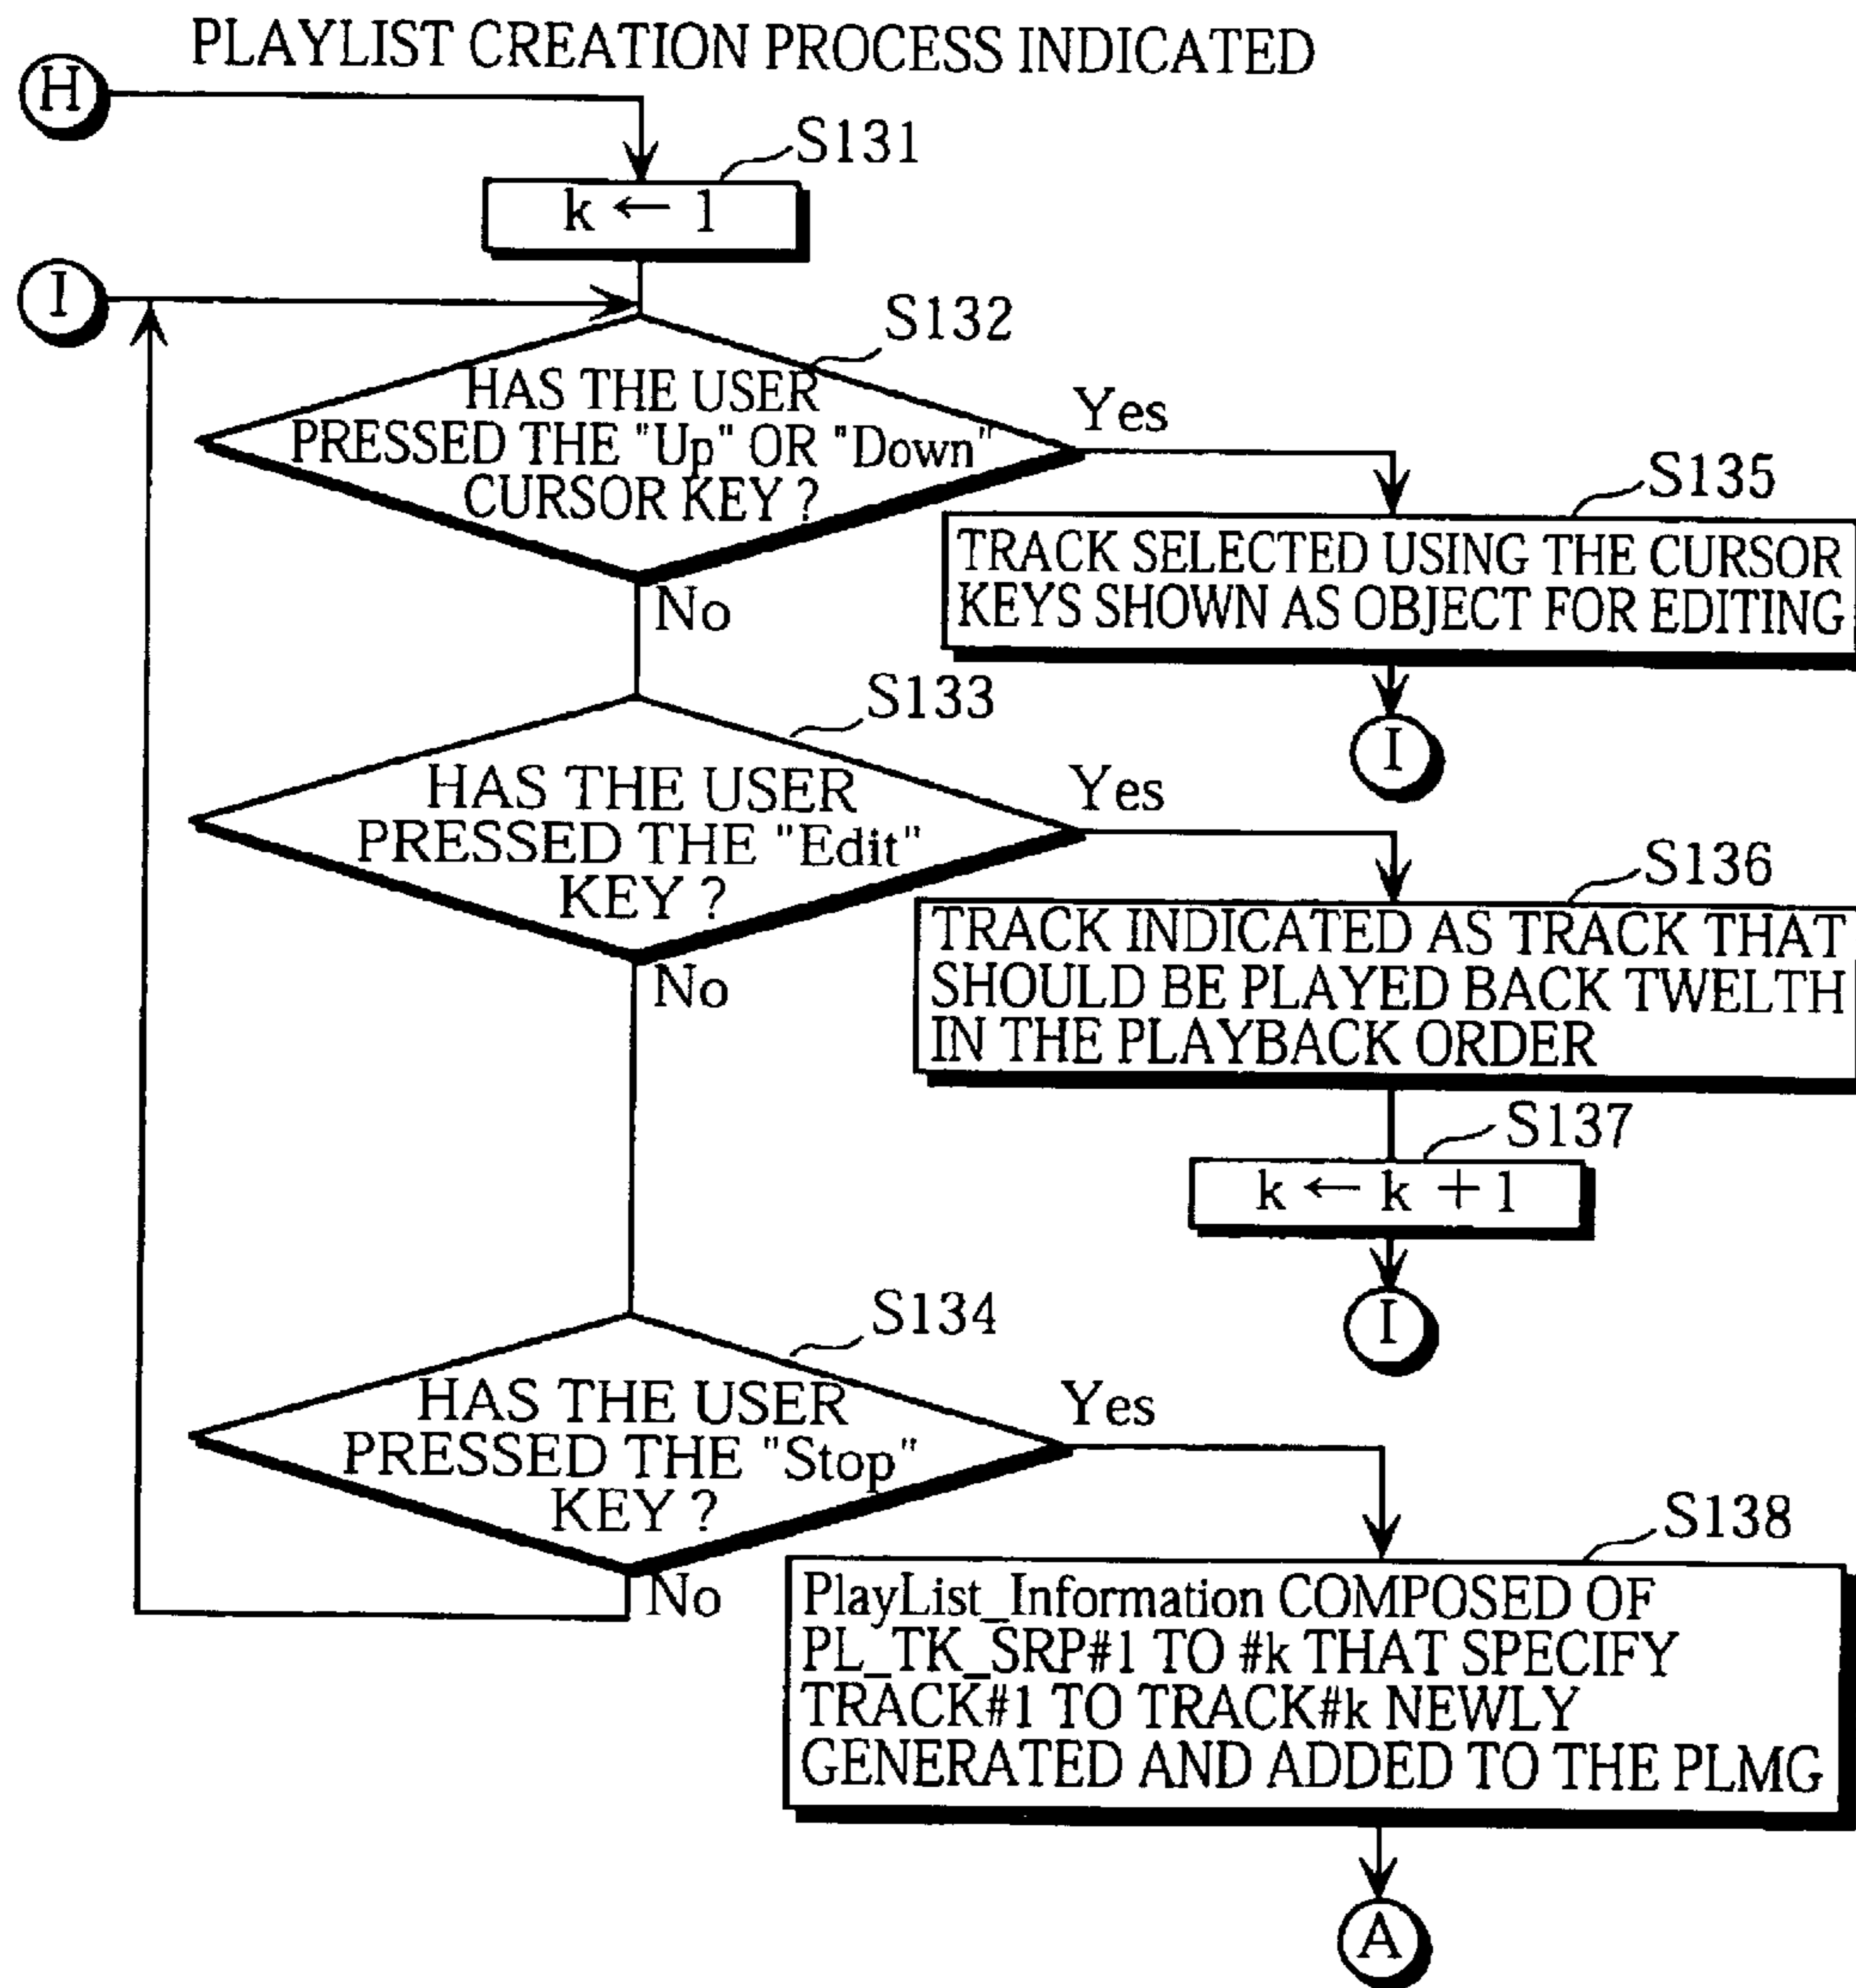 PLAYLIST CREATION PROCESS INDICATED
H
S131
k ← 1
I
S132
HAS THE USER
PRESSED THE "Up" OR "Down"
CURSOR KEY ?
Yes
No
S135
TRACK SELECTED USING THE CURSOR
KEYS SHOWN AS OBJECT FOR EDITING
I
S133
HAS THE USER
PRESSED THE "Edit"
KEY ?
Yes
No
S136
TRACK INDICATED AS TRACK THAT
SHOULD BE PLAYED BACK TWELTH
IN THE PLAYBACK ORDER
S137
k ← k + 1
I
S134
HAS THE USER
PRESSED THE "Stop"
KEY ?
Yes
No
S138
PlayList_Information COMPOSED OF
PL_TK_SRP#1 TO #k THAT SPECIFY
TRACK#1 TO TRACK#k NEWLY
GENERATED AND ADDED TO THE PLMG
A